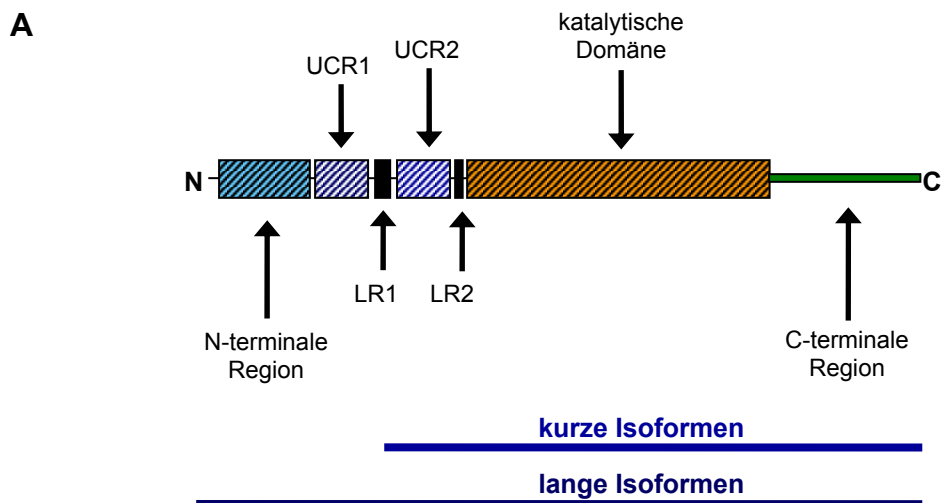 A
katalytische
Domäne
UCR2
UCR1
N
C
LR1
LR2
N-terminale
Region
C-terminale
Region
kurze Isoformen
lange Isoformen